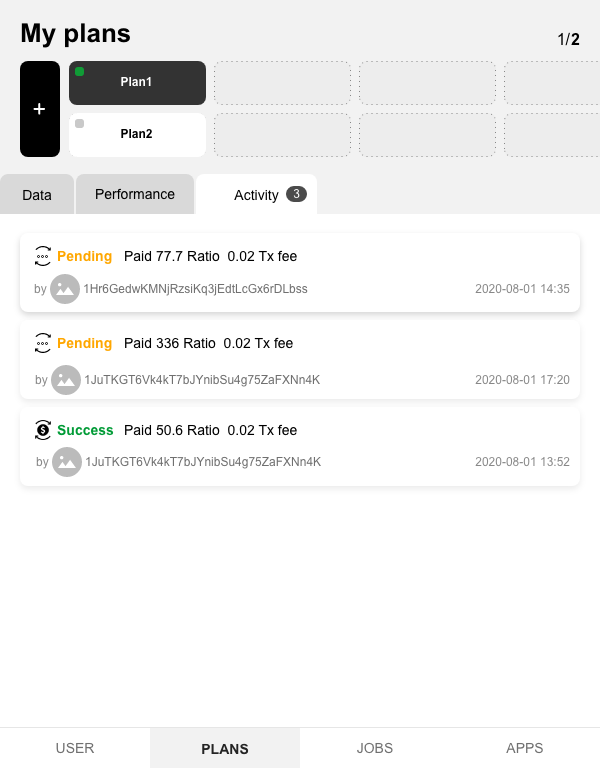 My plans
1/2
+
Plan1
Plan2
Data
Performance
Activity 3
Pending Paid 77.7 Ratio 0.02 Tx fee
by 1Hr6GedwKMNjRzsiKq3jEdtLcGx6rDLbss 2020-08-01 14:35
Pending Paid 336 Ratio 0.02 Tx fee
by 1JuTKGT6Vk4kT7bJYnibSu4g75ZaFXNn4K 2020-08-01 17:20
$ Success Paid 50.6 Ratio 0.02 Tx fee
by 1JuTKGT6Vk4kT7bJYnibSu4g75ZaFXNn4K 2020-08-01 13:52
USER
PLANS
JOBS
APPS